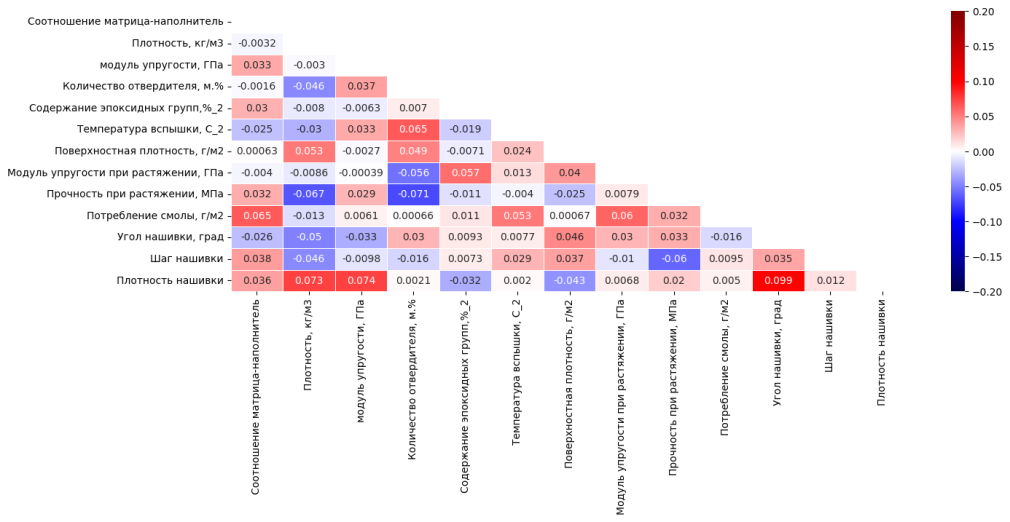 Соотношение матрица-наполнитель
Плотность, кг/м3 -0.0032
модуль упругости, ГПа 0.033 -0.003
Количество отвердителя, м.% -0.0016 -0.046 0.037
Содержание эпоксидных групп,%_2 0.03 -0.008 -0.0063 0.007
Температура вспышки, С_2 -0.025 -0.03 0.033 0.065 -0.019
Поверхностная плотность, г/м2 0.00063 0.053 -0.0027 0.049 -0.0071 0.024
Модуль упругости при растяжении, ГПа -0.004 -0.0086 -0.00039 -0.056 0.057 0.013 0.04
Прочность при растяжении, МПа 0.032 -0.067 0.029 -0.071 -0.011 -0.004 -0.025 0.0079
Потребление смолы, г/м2 0.065 -0.013 0.0061 0.00066 0.011 0.053 0.00067 0.06 0.032
Угол нашивки, град -0.026 -0.05 -0.033 0.03 0.0093 0.0077 0.046 0.03 0.033 -0.016
Шаг нашивки 0.038 -0.046 -0.0098 -0.016 0.0073 0.029 0.037 -0.01 -0.06 0.0095 0.035
Плотность нашивки 0.036 0.073 0.074 0.0021 -0.032 0.002 -0.043 0.0068 0.02 0.005 0.099 0.012
Соотношение матрица-наполнитель
Плотность, кг/м3
модуль упругости, ГПа
Количество отвердителя, м.%
Содержание эпоксидных групп,%_2
Температура вспышки, С_2
Поверхностная плотность, г/м2
Модуль упругости при растяжении, ГПа
Прочность при растяжении, МПа
Потребление смолы, г/м2
Угол нашивки, град
Шаг нашивки
Плотность нашивки
0.20
0.15
0.10
0.05
0.00
-0.05
-0.10
-0.15
-0.20